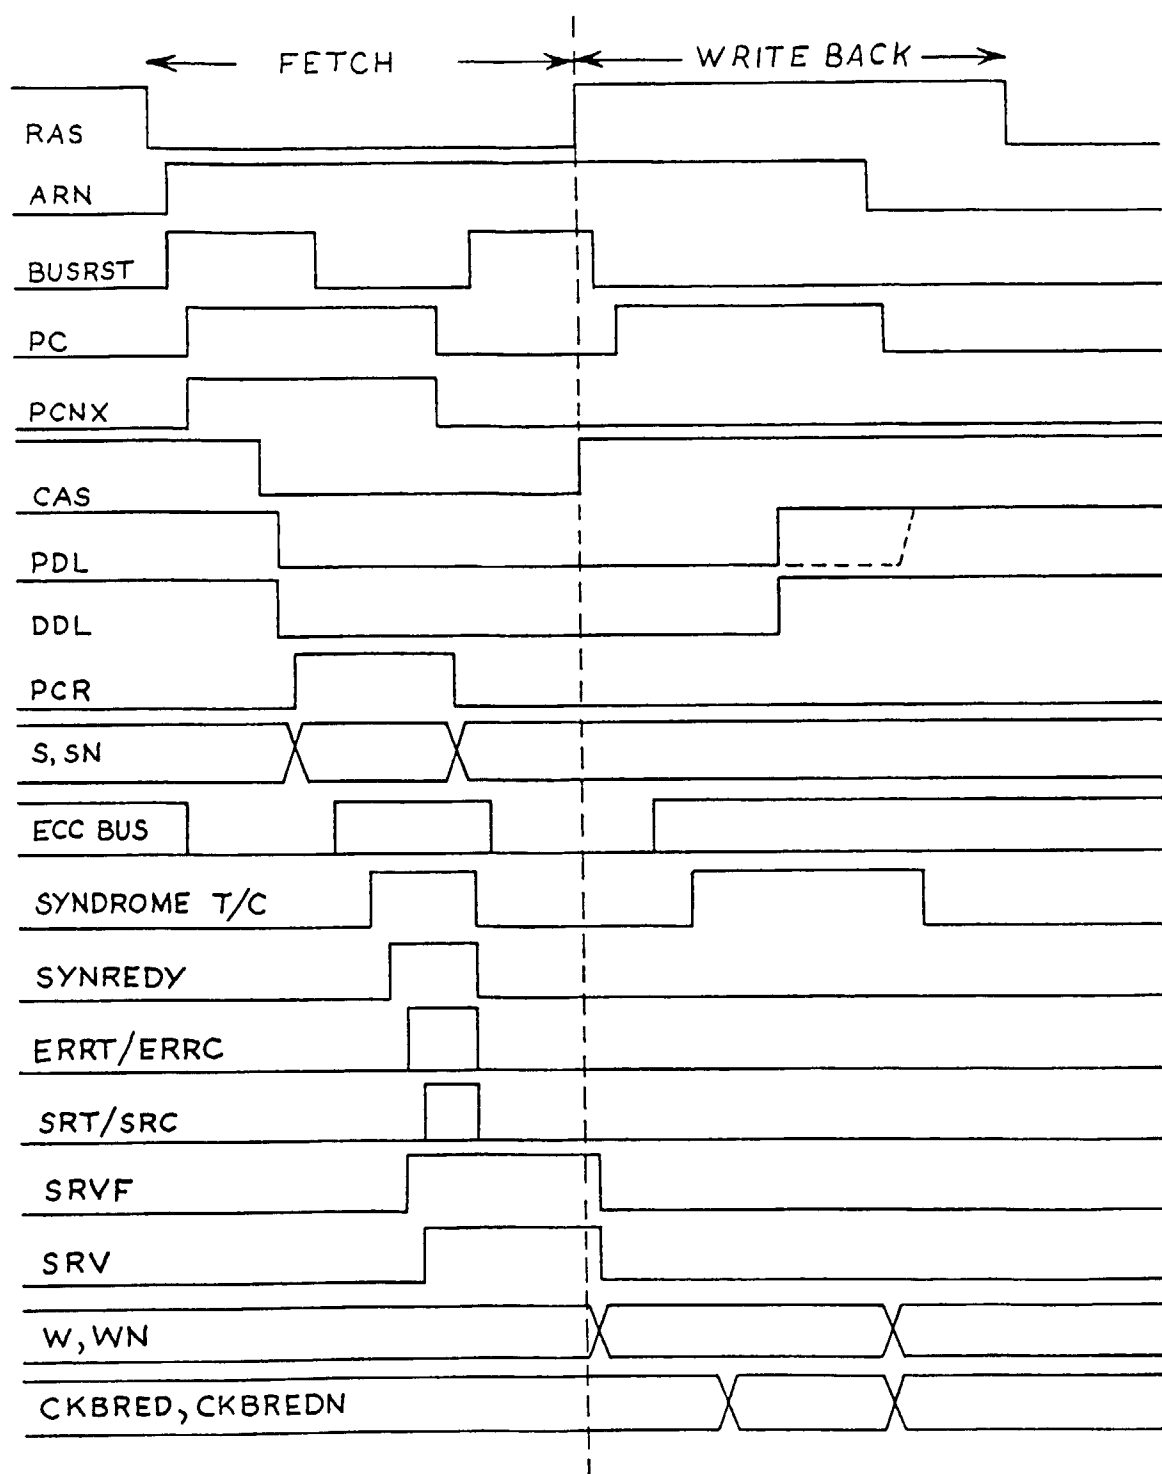 FETCH WRITE BACK
RAS
ARN
BUSRST
PC
PCNX
CAS
PDL
DDL
PCR
S, SN
ECC BUS
SYNDROME T/C
SYNREDY
ERRT/ERRC
SRT/SRC
SRVF
SRV
W, WN
CKBRED, CKBREDN